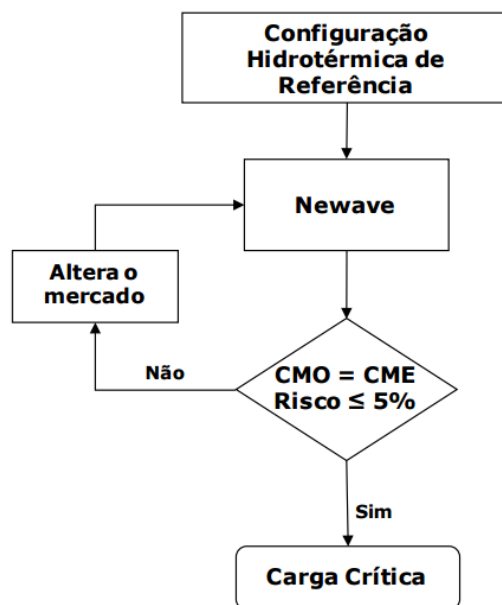 Configuração
Hidrotérmica de
Referência
Newave
Altera o
mercado
Não
CMO = CME
Risco ≤ 5%
Sim
Carga Crítica